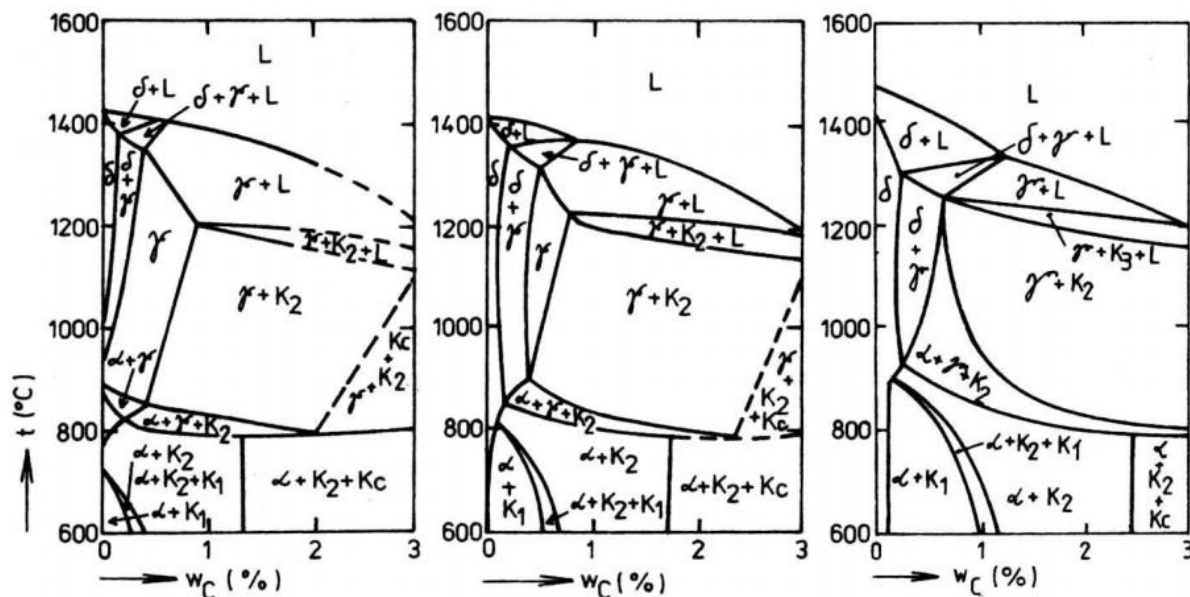 1600
1400
1200
1000
800
600
t (°C)
L
δ+L
δ+γ+L
δ
δ
+
γ
γ+L
γ
γ+K2+L
γ+K2
γ+K2+Kc
α+γ
α+γ+K2
α+K2
α+K2+K1
α+K1
α+K2+Kc
0
1
2
3
wC (%)
1600
1400
1200
1000
800
600
L
δ+L
δ+γ+L
δ
δ
+
γ
γ+L
γ
γ+K2+L
γ+K2
γ
+
K2
+Kc
α+γ+K2
α+K2
α
+
K1
α+K2+K1
α+K2+Kc
0
1
2
3
wC (%)
1600
1400
1200
1000
800
600
L
δ+L
δ+γ+L
δ
δ
+
γ
γ+L
γ+K3+L
γ+K2
α+γ+K2
α+K2+K1
α+K1
α+K2
α
+
K2
+
Kc
0
1
2
3
wC (%)